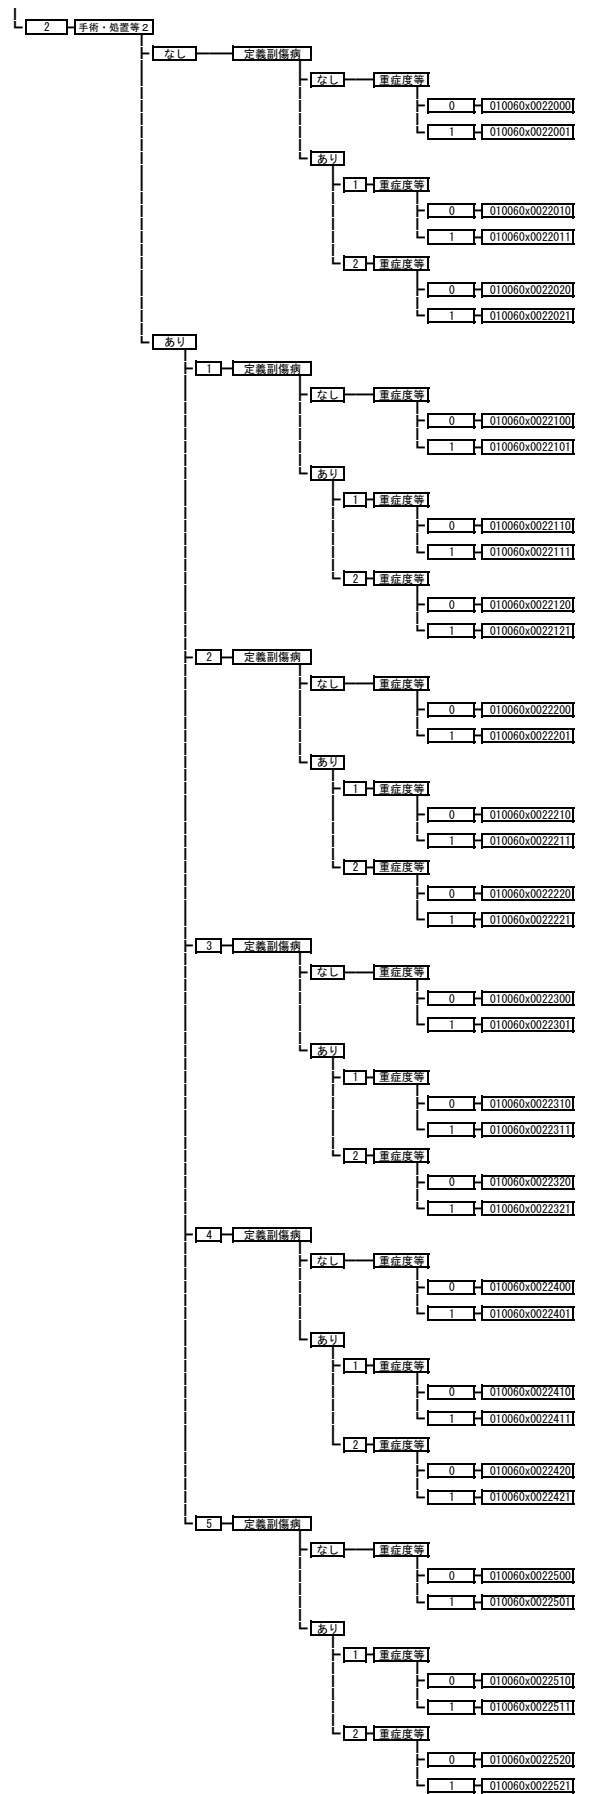 2 手術・処置等２
なし 定義副傷病
なし 重症度等
0 010060x0022000
1 010060x0022001
あり
1 重症度等
0 010060x0022010
1 010060x0022011
2 重症度等
0 010060x0022020
1 010060x0022021
あり
1 定義副傷病
なし 重症度等
0 010060x0022100
1 010060x0022101
あり
1 重症度等
0 010060x0022110
1 010060x0022111
2 重症度等
0 010060x0022120
1 010060x0022121
2 定義副傷病
なし 重症度等
0 010060x0022200
1 010060x0022201
あり
1 重症度等
0 010060x0022210
1 010060x0022211
2 重症度等
0 010060x0022220
1 010060x0022221
3 定義副傷病
なし 重症度等
0 010060x0022300
1 010060x0022301
あり
1 重症度等
0 010060x0022310
1 010060x0022311
2 重症度等
0 010060x0022320
1 010060x0022321
4 定義副傷病
なし 重症度等
0 010060x0022400
1 010060x0022401
あり
1 重症度等
0 010060x0022410
1 010060x0022411
2 重症度等
0 010060x0022420
1 010060x0022421
5 定義副傷病
なし 重症度等
0 010060x0022500
1 010060x0022501
あり
1 重症度等
0 010060x0022510
1 010060x0022511
2 重症度等
0 010060x0022520
1 010060x0022521